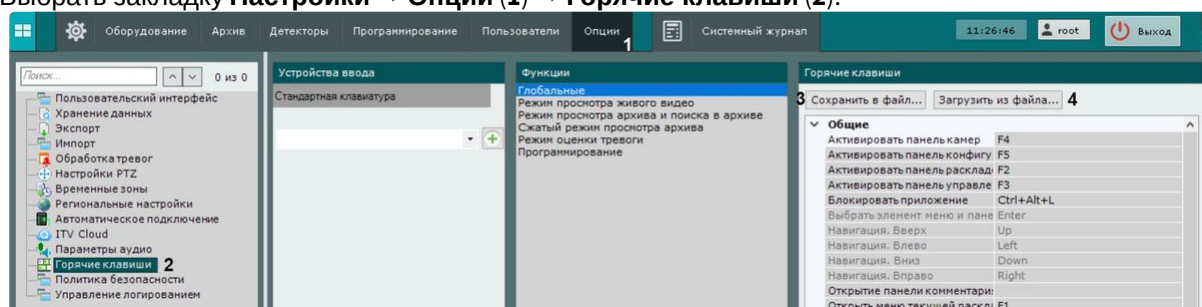 Выбрать закладку Настройки → Опции (1) → Горячие клавиши (2).
Оборудование Архив Детекторы Программирование Пользователи Опции 1 Системный журнал 11:26:46 root Выход
Поиск... 0 из 0
Пользовательский интерфейс
Хранение данных
Экспорт
Импорт
Обработка тревог
Настройки PTZ
Временные зоны
Региональные настройки
Автоматическое подключение
ITV Cloud
Параметры аудио
Горячие клавиши 2
Политика безопасности
Управление логированием
Устройства ввода
Стандартная клавиатура
Функции
Глобальные
Режим просмотра живого видео
Режим просмотра архива и поиска в архиве
Сжатый режим просмотра архива
Режим оценки тревоги
Программирование
Горячие клавиши
3 Сохранить в файл... Загрузить из файла... 4
Общие
Активировать панель камер F4
Активировать панель конфигу F5
Активировать панель расклад F2
Активировать панель управле F3
Блокировать приложение Ctrl+Alt+L
Выбрать элемент меню и пане Enter
Навигация. Вверх Up
Навигация. Влево Left
Навигация. Вниз Down
Навигация. Вправо Right
Открытие панели комментари
Открыть меню текущей раскл F1